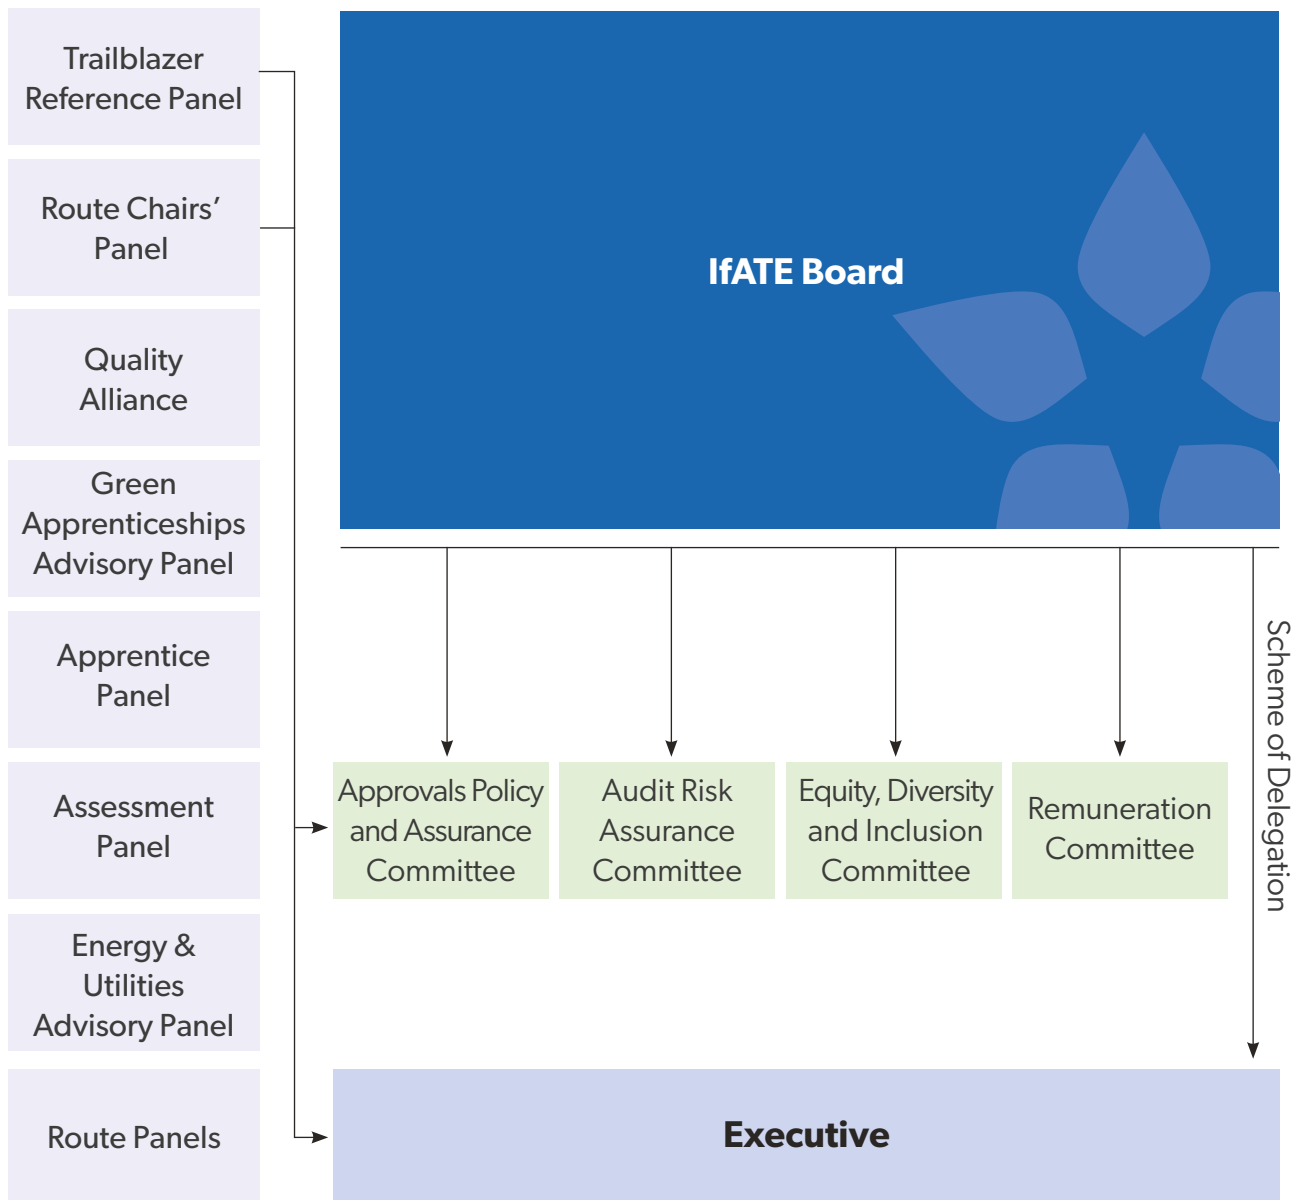 Trailblazer
Reference Panel
Route Chairs’
Panel
Quality
Alliance
Green
Apprenticeships
Advisory Panel
Apprentice
Panel
Assessment
Panel
Energy &
Utilities
Advisory Panel
Route Panels
IfATE Board
Approvals Policy
and Assurance
Committee
Audit Risk
Assurance
Committee
Equity, Diversity
and Inclusion
Committee
Remuneration
Committee
Scheme of Delegation
Executive